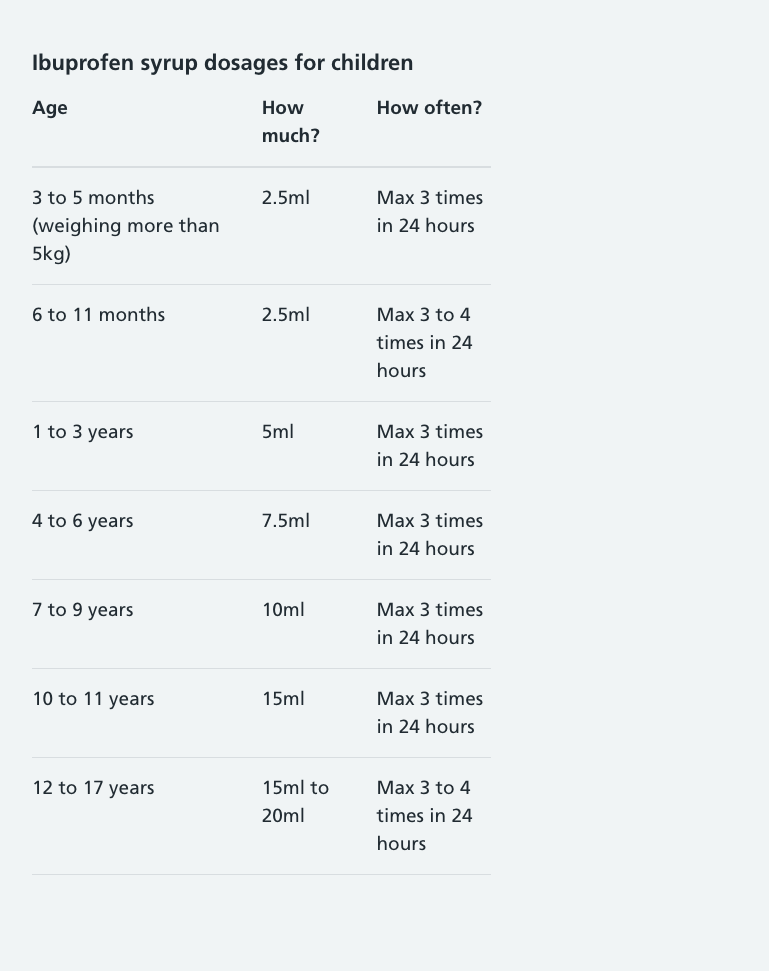 Ibuprofen syrup dosages for children
Age How How often?
much?
3 to 5 months 2.5ml Max 3 times
(weighing more than in 24 hours
5kg)
6 to 11 months 2.5ml Max 3 to 4
times in 24
hours
1 to 3 years 5ml Max 3 times
in 24 hours
4 to 6 years 7.5ml Max 3 times
in 24 hours
7 to 9 years 10ml Max 3 times
in 24 hours
10 to 11 years 15ml Max 3 times
in 24 hours
12 to 17 years 15ml to Max 3 to 4
20ml times in 24
hours